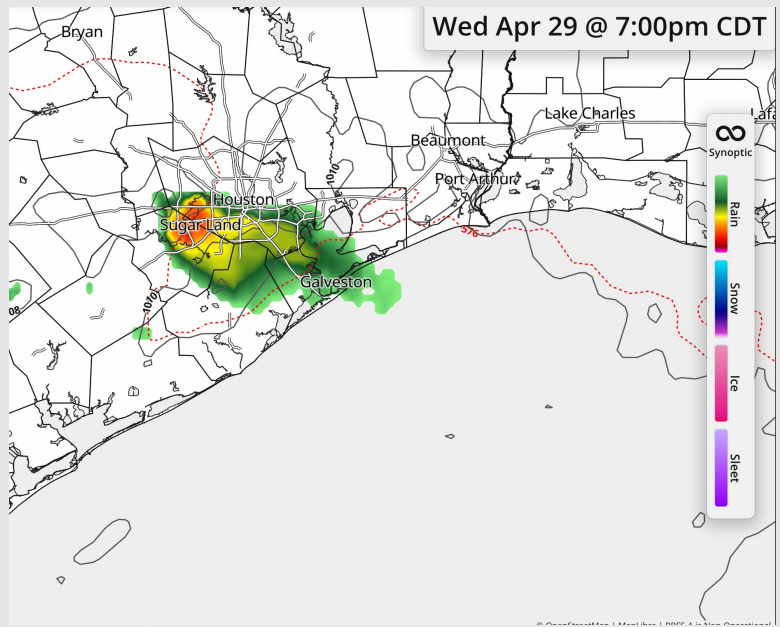 Wed Apr 29 @ 7:00pm CDT
Bryan
Lake Charles
Beaumont
Synoptic
1010
Port Arthur
Rain
Houston
Sugar Land
576
Galveston
Snow
1010
08
Ice
Sleet